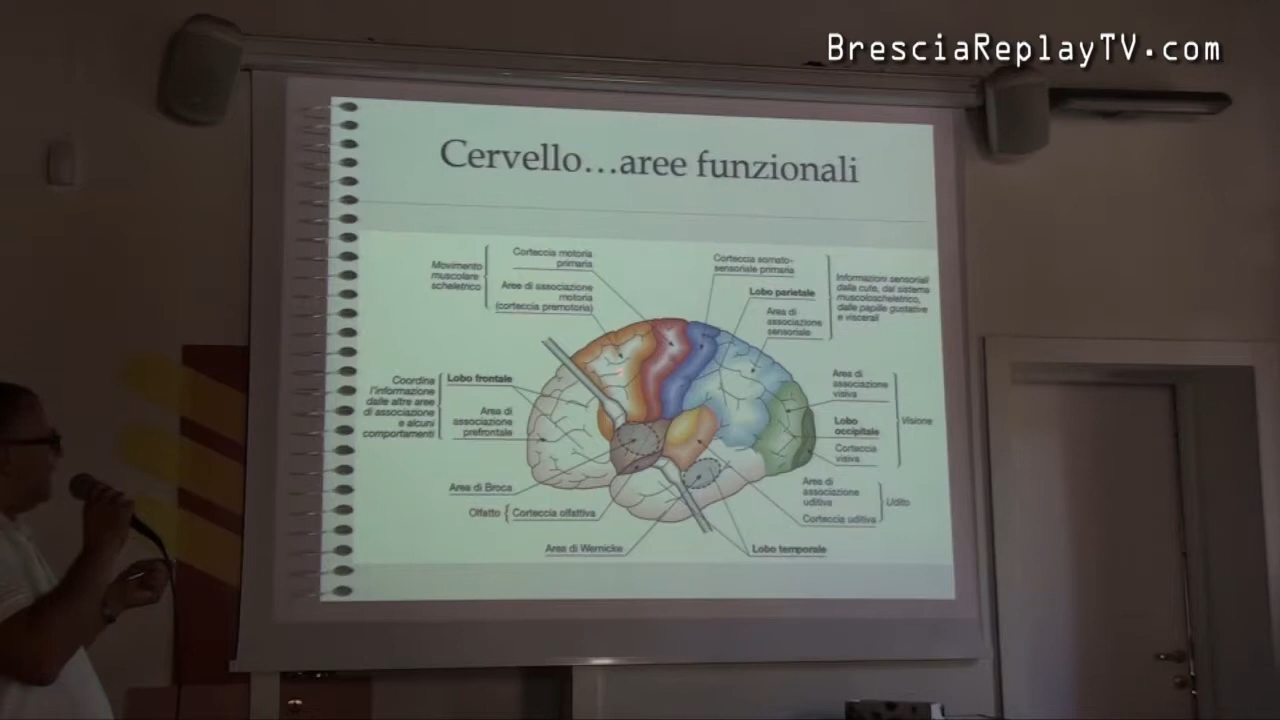 BresciaReplayTV.com
Cervello...aree funzionali
Movimento
muscolare
scheletrico
Corteccia motoria
primaria
Aree di associazione
motoria
(corteccia premotoria)
Corteccia somato-
sensoriale primaria
Lobo parietale
Area di
associazione
sensoriale
Informazioni sensoriali
dalla cute, dal sistema
muscoloscheletrico,
dalle papille gustative
e viscerali
Coordina
l'informazione
dalle altre aree
di associazione
e alcuni
comportamenti
Lobo frontale
Area di
associazione
prefrontale
Area di
associazione
visiva
Lobo
occipitale
Corteccia
visiva
Visione
Area di Broca
Olfatto
Corteccia olfattiva
Area di Wernicke
Area di
associazione
uditiva
Corteccia uditiva
Udito
Lobo temporale